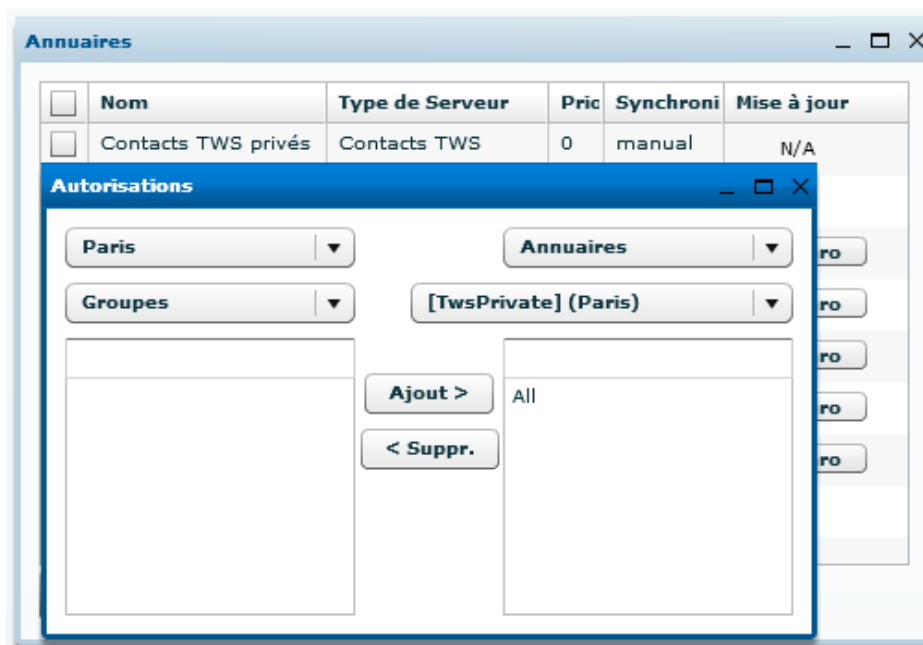 Annuaires
Nom Type de Serveur Pric Synchroni Mise à jour
Contacts TWS privés Contacts TWS 0 manual N/A
Autorisations
Paris Annuaires
ro
Groupes [TwsPrivate] (Paris)
ro
ro
Ajout > All
ro
< Suppr.
ro